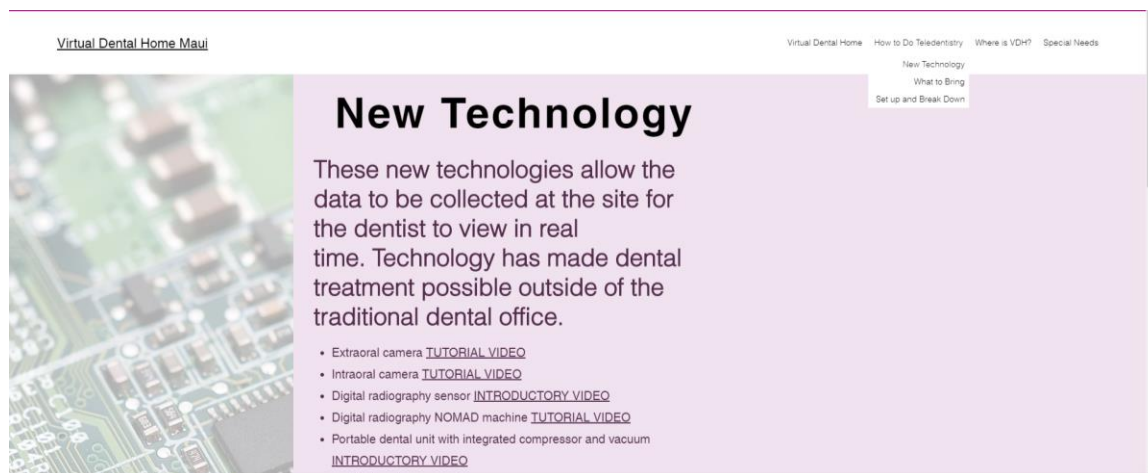 Virtual Dental Home Maui
Virtual Dental Home How to Do Teledentistry Where is VDH? Special Needs
New Technology
What to Bring
Set up and Break Down
New Technology
These new technologies allow the
data to be collected at the site for
the dentist to view in real
time. Technology has made dental
treatment possible outside of the
traditional dental office.
• Extraoral camera TUTORIAL VIDEO
• Intraoral camera TUTORIAL VIDEO
• Digital radiography sensor INTRODUCTORY VIDEO
• Digital radiography NOMAD machine TUTORIAL VIDEO
• Portable dental unit with integrated compressor and vacuum
INTRODUCTORY VIDEO